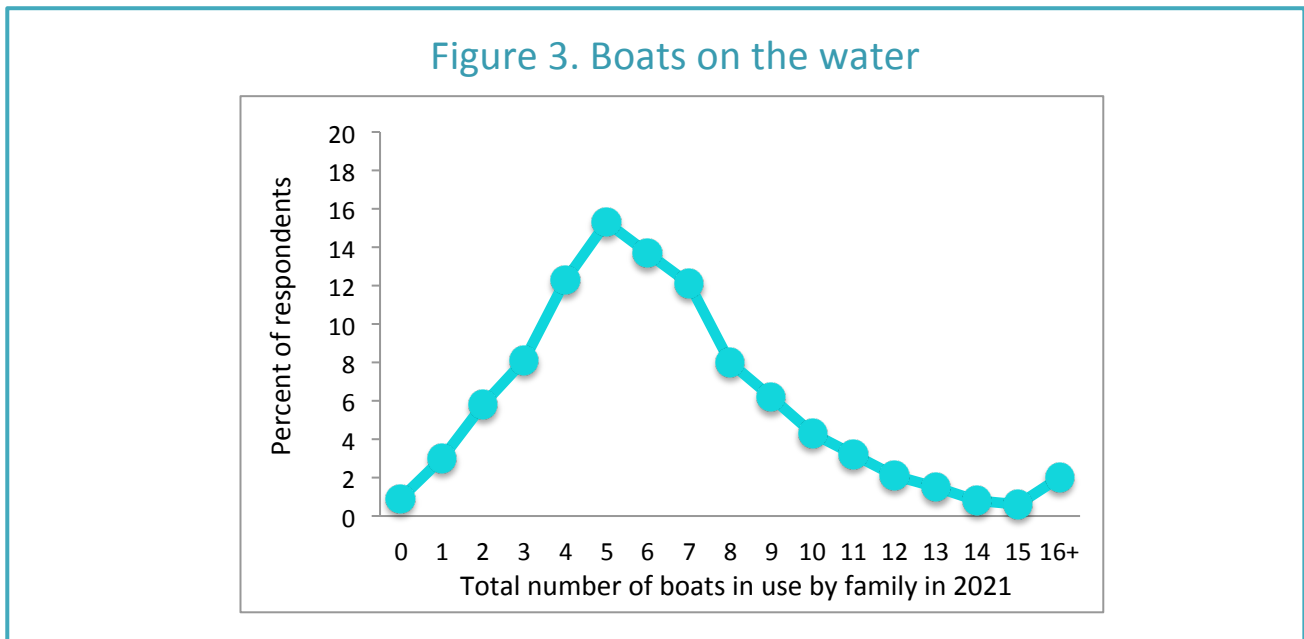 Figure 3. Boats on the water
Percent of respondents
20
18
16
14
12
10
8
6
4
2
0
0 1 2 3 4 5 6 7 8 9 10 11 12 13 14 15 16+
Total number of boats in use by family in 2021